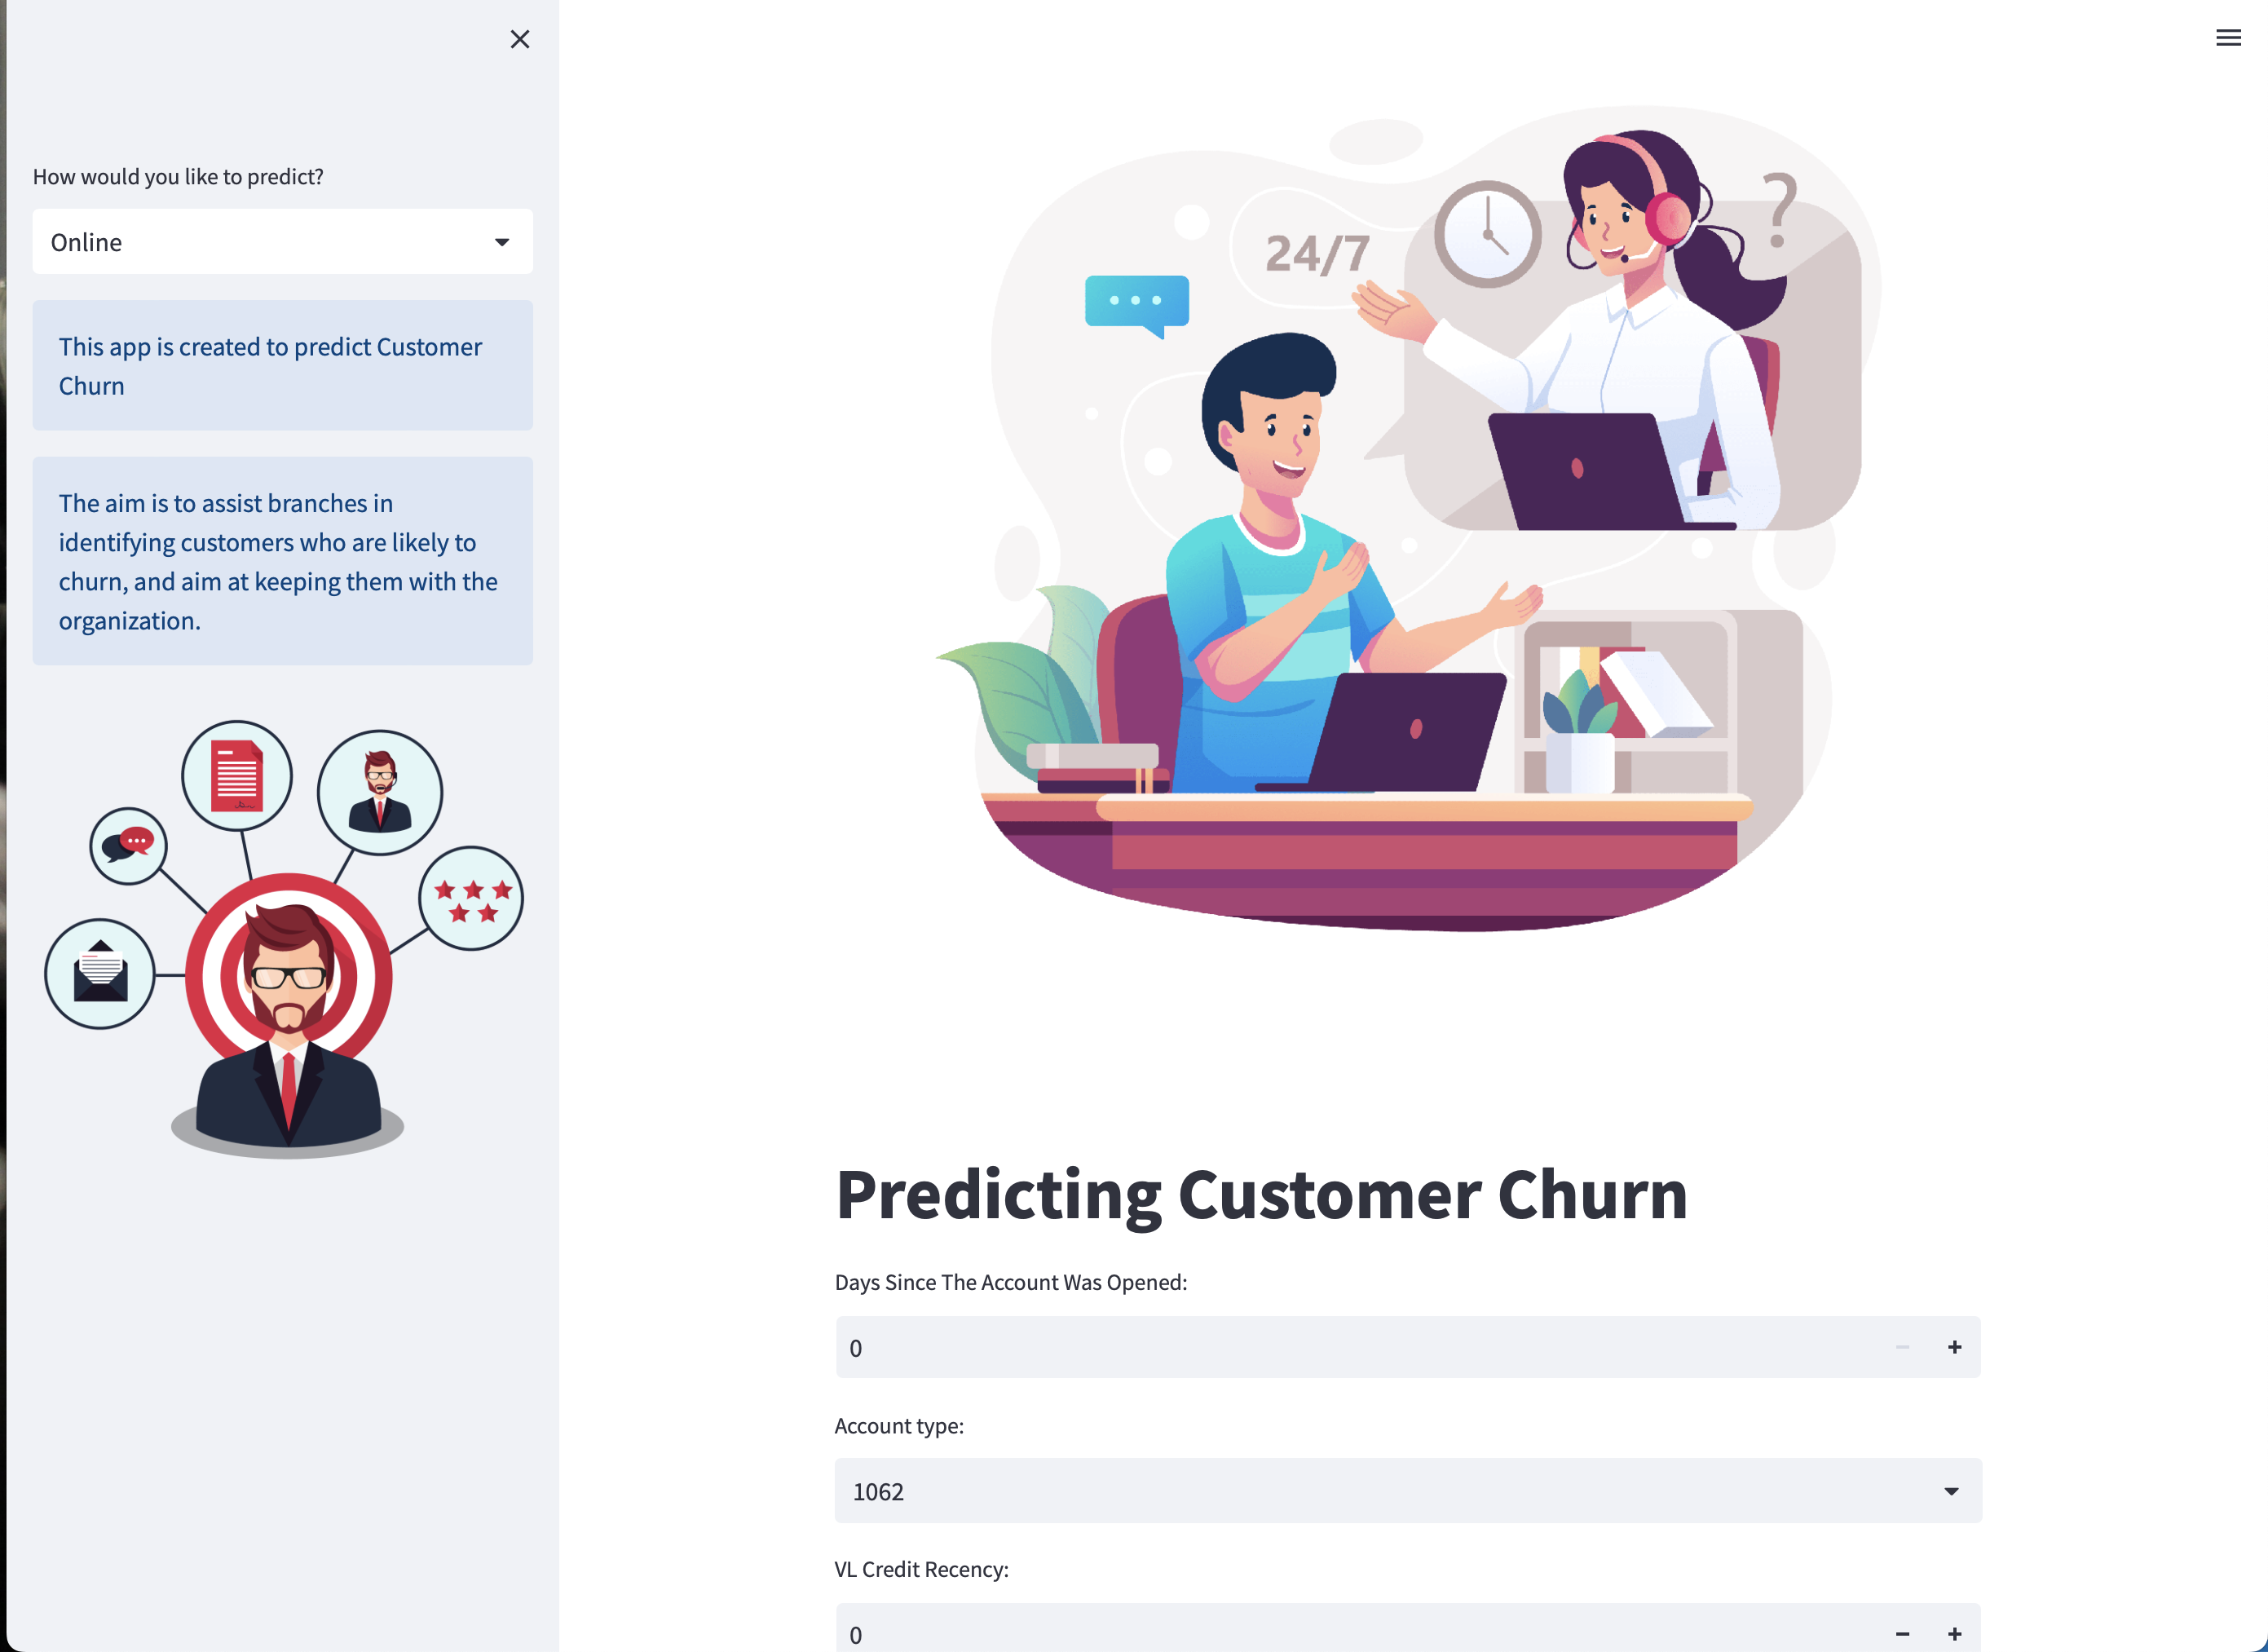 How would you like to predict?
Online
This app is created to predict Customer
Churn
The aim is to assist branches in
identifying customers who are likely to
churn, and aim at keeping them with the
organization.
24/7
?
Predicting Customer Churn
Days Since The Account Was Opened:
0
Account type:
1062
VL Credit Recency:
0